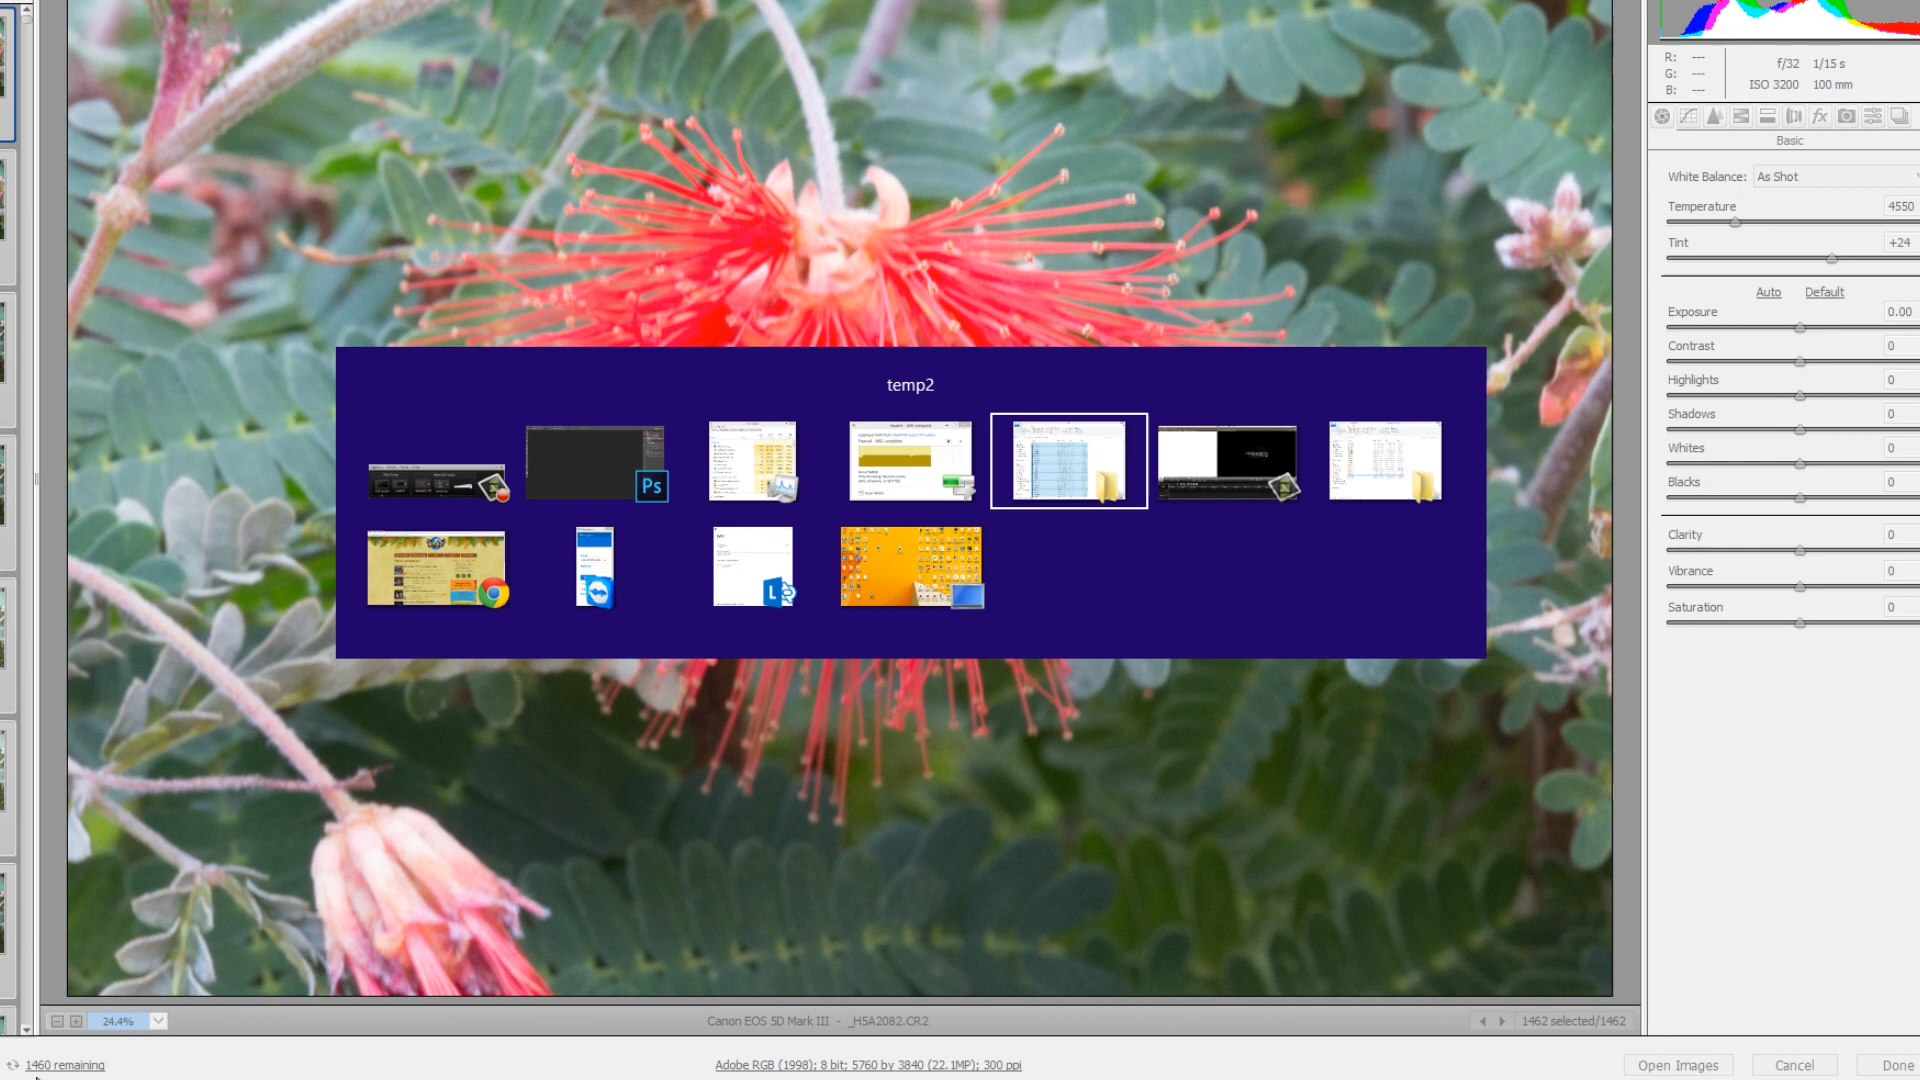 R: ---
G: ---
B: ---
f/32 1/15 s
ISO 3200 100 mm
fx
Basic
White Balance: As Shot
Temperature 4550
Tint +24
Auto Default
Exposure 0.00
Contrast 0
Highlights 0
Shadows 0
Whites 0
Blacks 0
Clarity 0
Vibrance 0
Saturation 0
temp2
Ps
24.4%
Canon EOS 5D Mark III - _H5A2082.CR2
1462 selected/1462
1460 remaining
Adobe RGB (1998); 8 bit; 5760 by 3840 (22.1MP); 300 ppi
Open Images
Cancel
Done